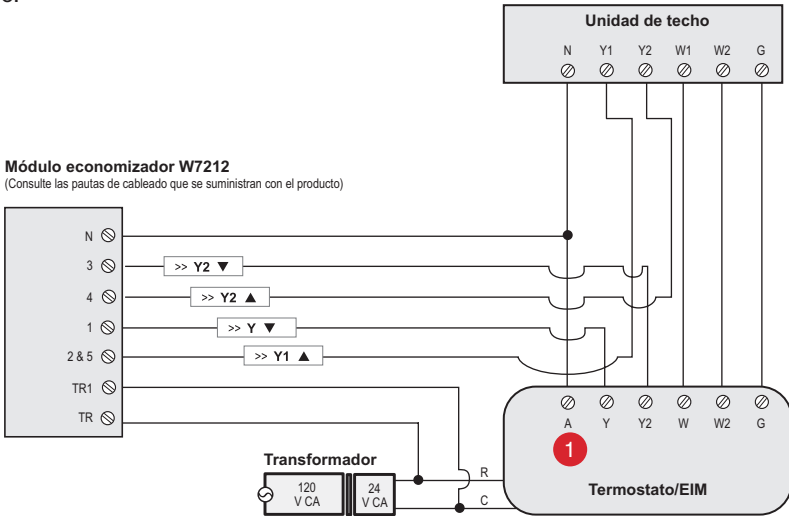 Unidad de techo
N Y1 Y2 W1 W2 G
Módulo economizador W7212
(Consulte las pautas de cableado que se suministran con el producto)
N
3 >> Y2 ▼
4 >> Y2 ▲
1 >> Y ▼
2 & 5 >> Y1 ▲
TR1
TR
A Y Y2 W W2 G
1
Termostato/EIM
Transformador
120 V CA
24 V CA
R
C